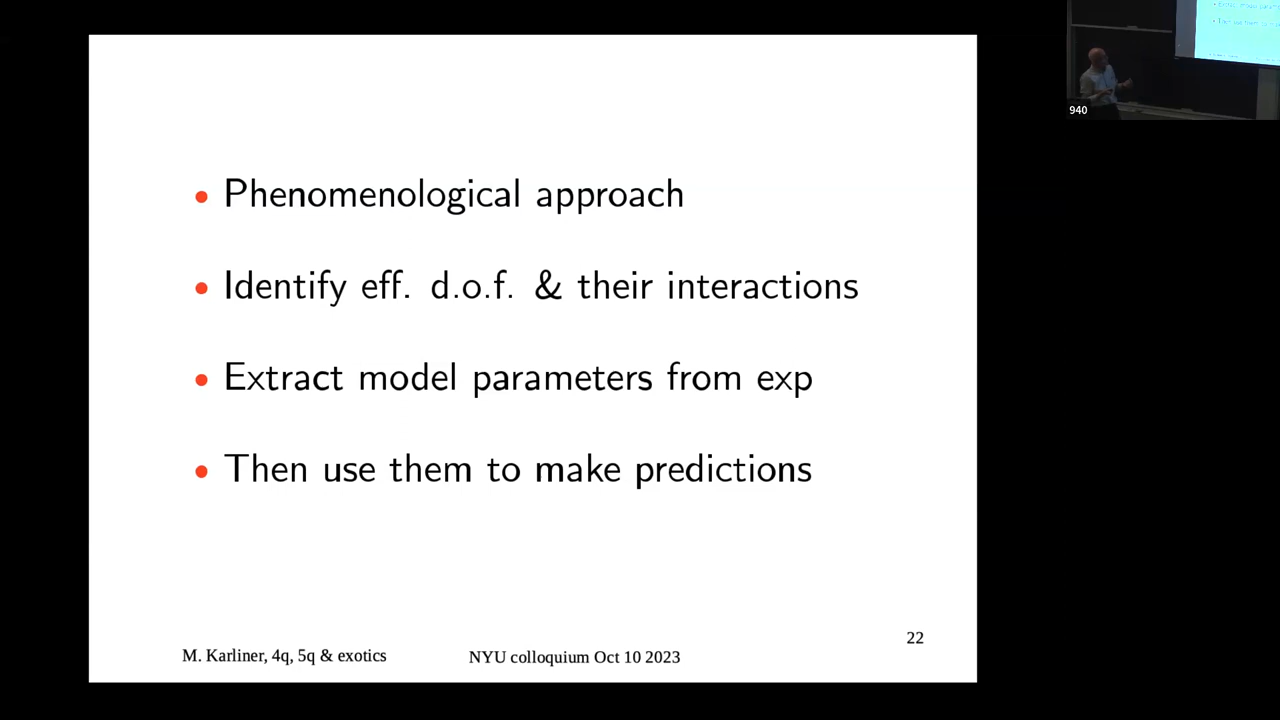 • Phenomenological approach
• Identify eff. d.o.f. & their interactions
• Extract model parameters from exp
• Then use them to make predictions
22
M. Karliner, 4q, 5q & exotics
NYU colloquium Oct 10 2023
940